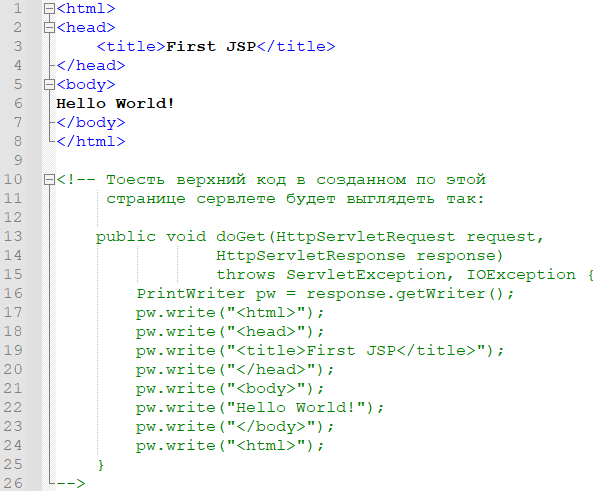 1 <html>
2 <head>
3     <title>First JSP</title>
4 </head>
5 <body>
6 Hello World!
7 </body>
8 </html>
9
10 <!-- Тоесть верхний код в созданном по этой
11      странице сервлете будет выглядеть так:
12
13     public void doGet(HttpServletRequest request,
14                 HttpServletResponse response)
15                 throws ServletException, IOException {
16         PrintWriter pw = response.getWriter();
17         pw.write("<html>");
18         pw.write("<head>");
19         pw.write("<title>First JSP</title>");
20         pw.write("</head>");
21         pw.write("<body>");
22         pw.write("Hello World!");
23         pw.write("</body>");
24         pw.write("<html>");
25     }
26 -->